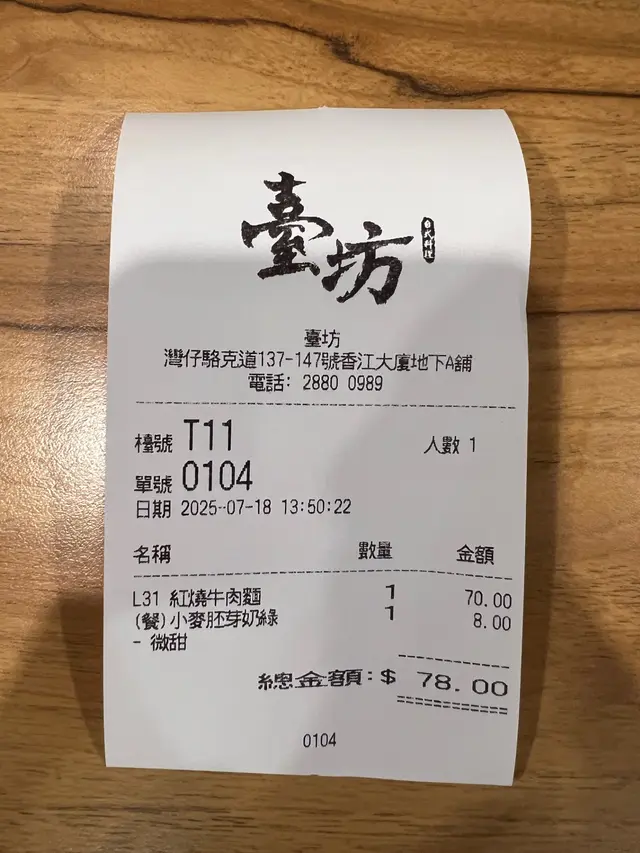 臺坊
台式料理
臺坊
灣仔駱克道137-147號香江大廈地下A舖
電話: 2880 0989
檯號 T11 人數 1
單號 0104
日期 2025-07-18 13:50:22
名稱 數量 金額
L31 紅燒牛肉麵 1 70.00
(餐)小麥胚芽奶綠 1 8.00
- 微甜
總金額:$ 78.00
0104